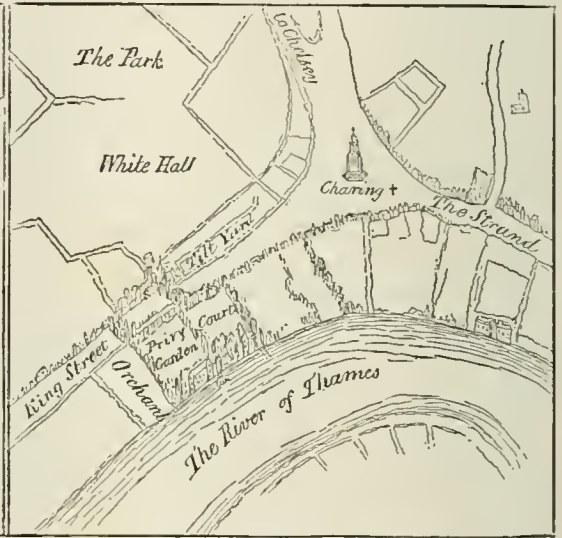 to Chelsey
The Park
White Hall
Charing +
The Strand
Tilt Yard
Court
Privy
Garden
King Street
Orchard
The River of Thames